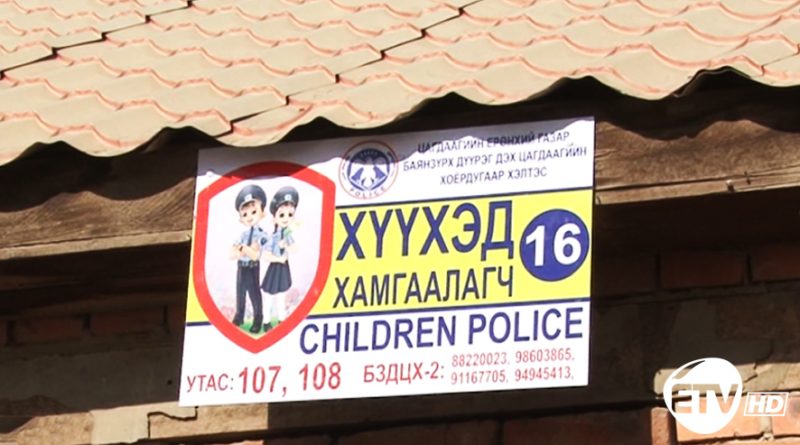 ЦАГДААГИЙН ЕРӨНХИЙ ГАЗАР
БАЯНЗҮРХ ДҮҮРЭГ ДЭХ ЦАГДААГИЙН
ХОЁРДУГААР ХЭЛТЭС
POLICE
ХҮҮХЭД
ХАМГААЛАГЧ
16
CHILDREN POLICE
УТАС: 107, 108
БЗДЦХ-2: 88220023, 98603865,
91167705, 94945413,
ETV HD